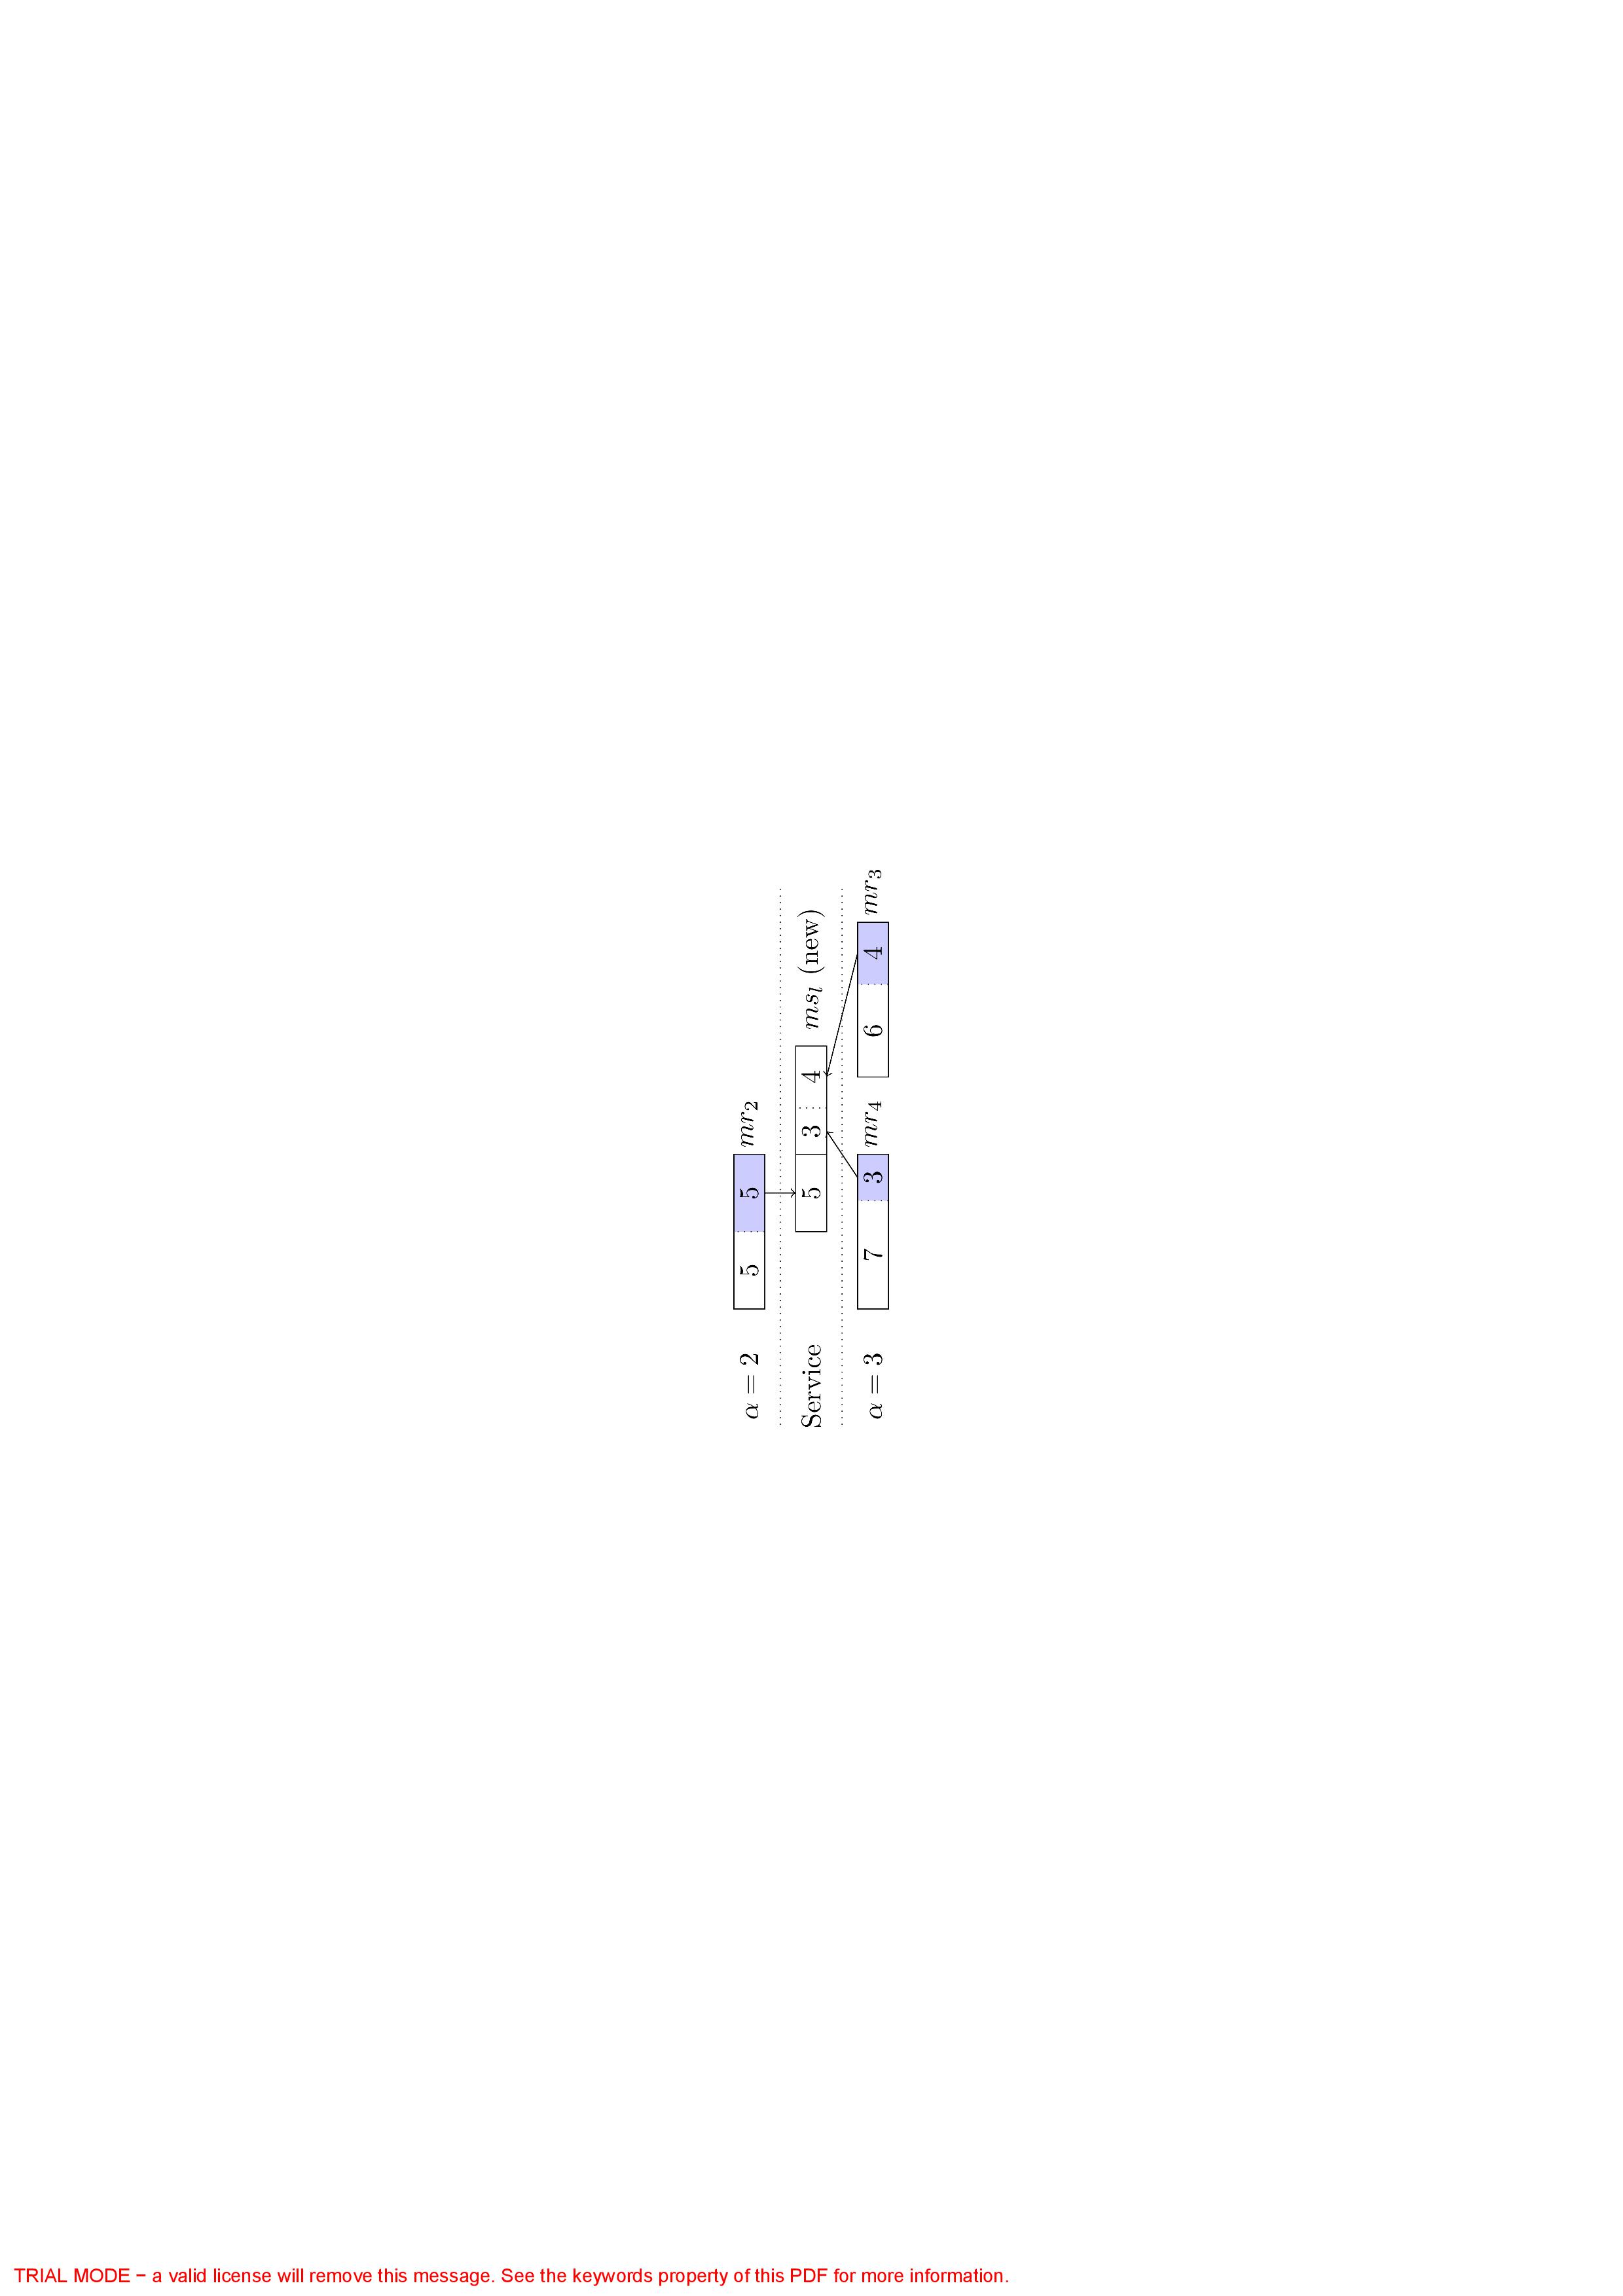 α = 2 5 5 mr₂
Service 5 3 4 msₗ (new)
α = 3 7 3 mr₄ 6 4 mr₃
TRIAL MODE − a valid license will remove this message. See the keywords property of this PDF for more information.